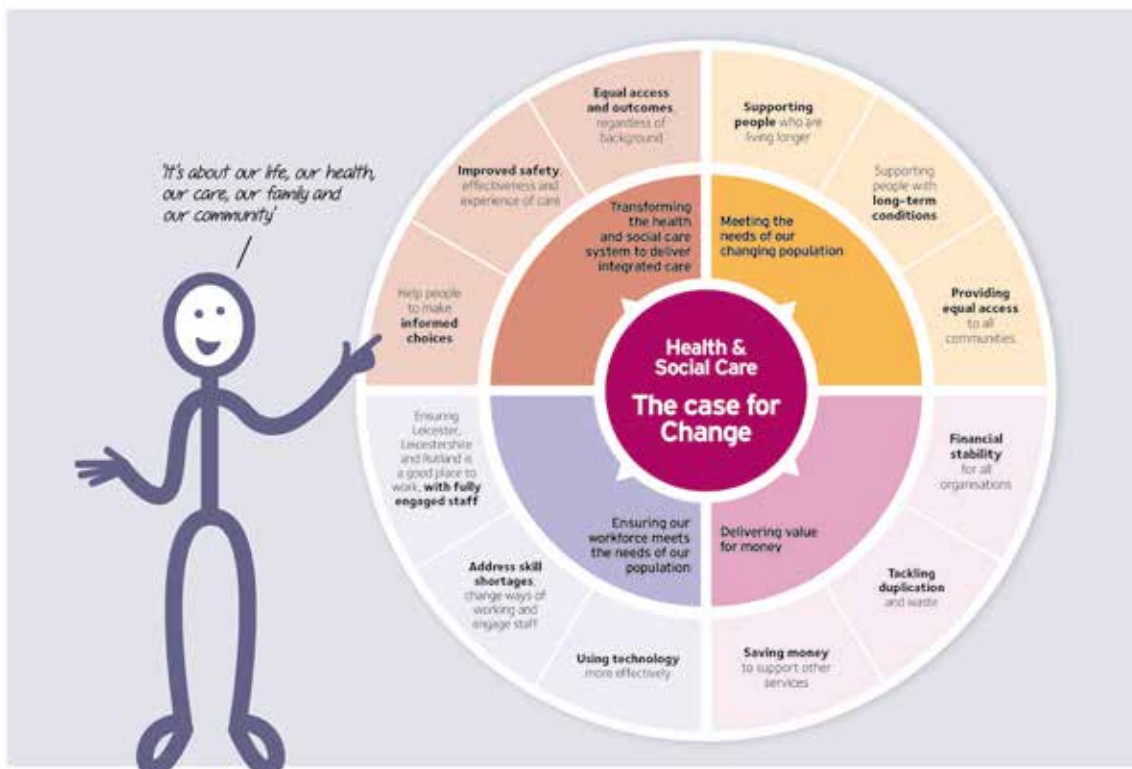 'It's about our life, our health,
our care, our family and
our community'
Health &
Social Care
The case for
Change
Transforming
the health
and social care
system to deliver
integrated care
Help people
to make
informed
choices
Improved safety,
effectiveness and
experience of care
Equal access
and outcomes,
regardless of
background
Meeting the
needs of our
changing population
Supporting
people who are
living longer
Supporting
people with
long-term
conditions
Providing
equal access
to all
communities
Delivering value
for money
Financial
stability
for all
organisations
Tackling
duplication
and waste
Saving money
to support other
services
Ensuring our
workforce meets
the needs of our
population
Using technology
more effectively
Address skill
shortages,
change ways of
working and
engage staff
Ensuring
Leicester,
Leicestershire
and Rutland is
a good place to
work, with fully
engaged staff